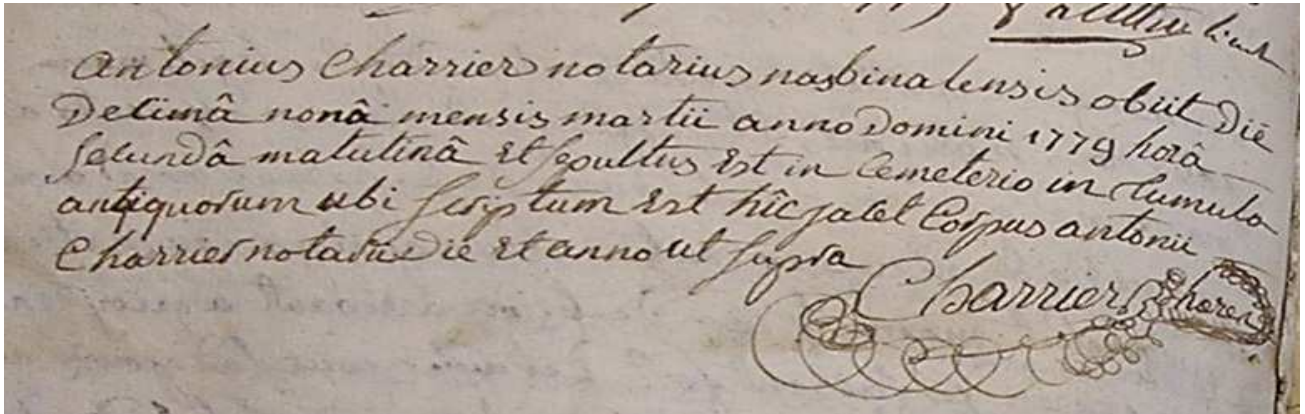 antonius Charrier notarius nasbinalensis obiit Die
Decimâ nonâ mensis martii anno Domini 1779 horâ
secundâ matutinâ Et sepultus Est in Cemeterio in tumulo
antiquorum ubi scriptum Est hîc jacet Corpus antonii
Charrier notarii Die Et anno ut supra
Charrier heres